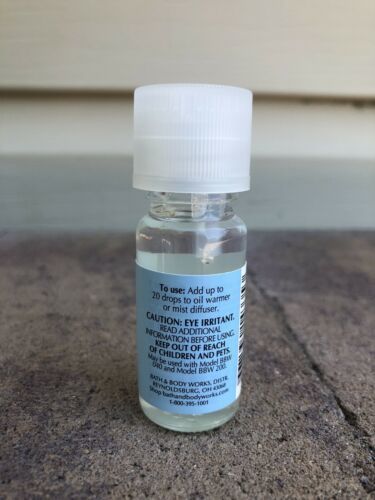 To use: Add up to
20 drops to oil warmer
or mist diffuser.
CAUTION: EYE IRRITANT.
READ ADDITIONAL
INFORMATION BEFORE USING.
KEEP OUT OF REACH
OF CHILDREN AND PETS.
May be used with Model BBW
040 and Model BBW 200.
BATH & BODY WORKS, DISTR.
REYNOLDSBURG, OH 43068
Shop bathandbodyworks.com
1-800-395-1001